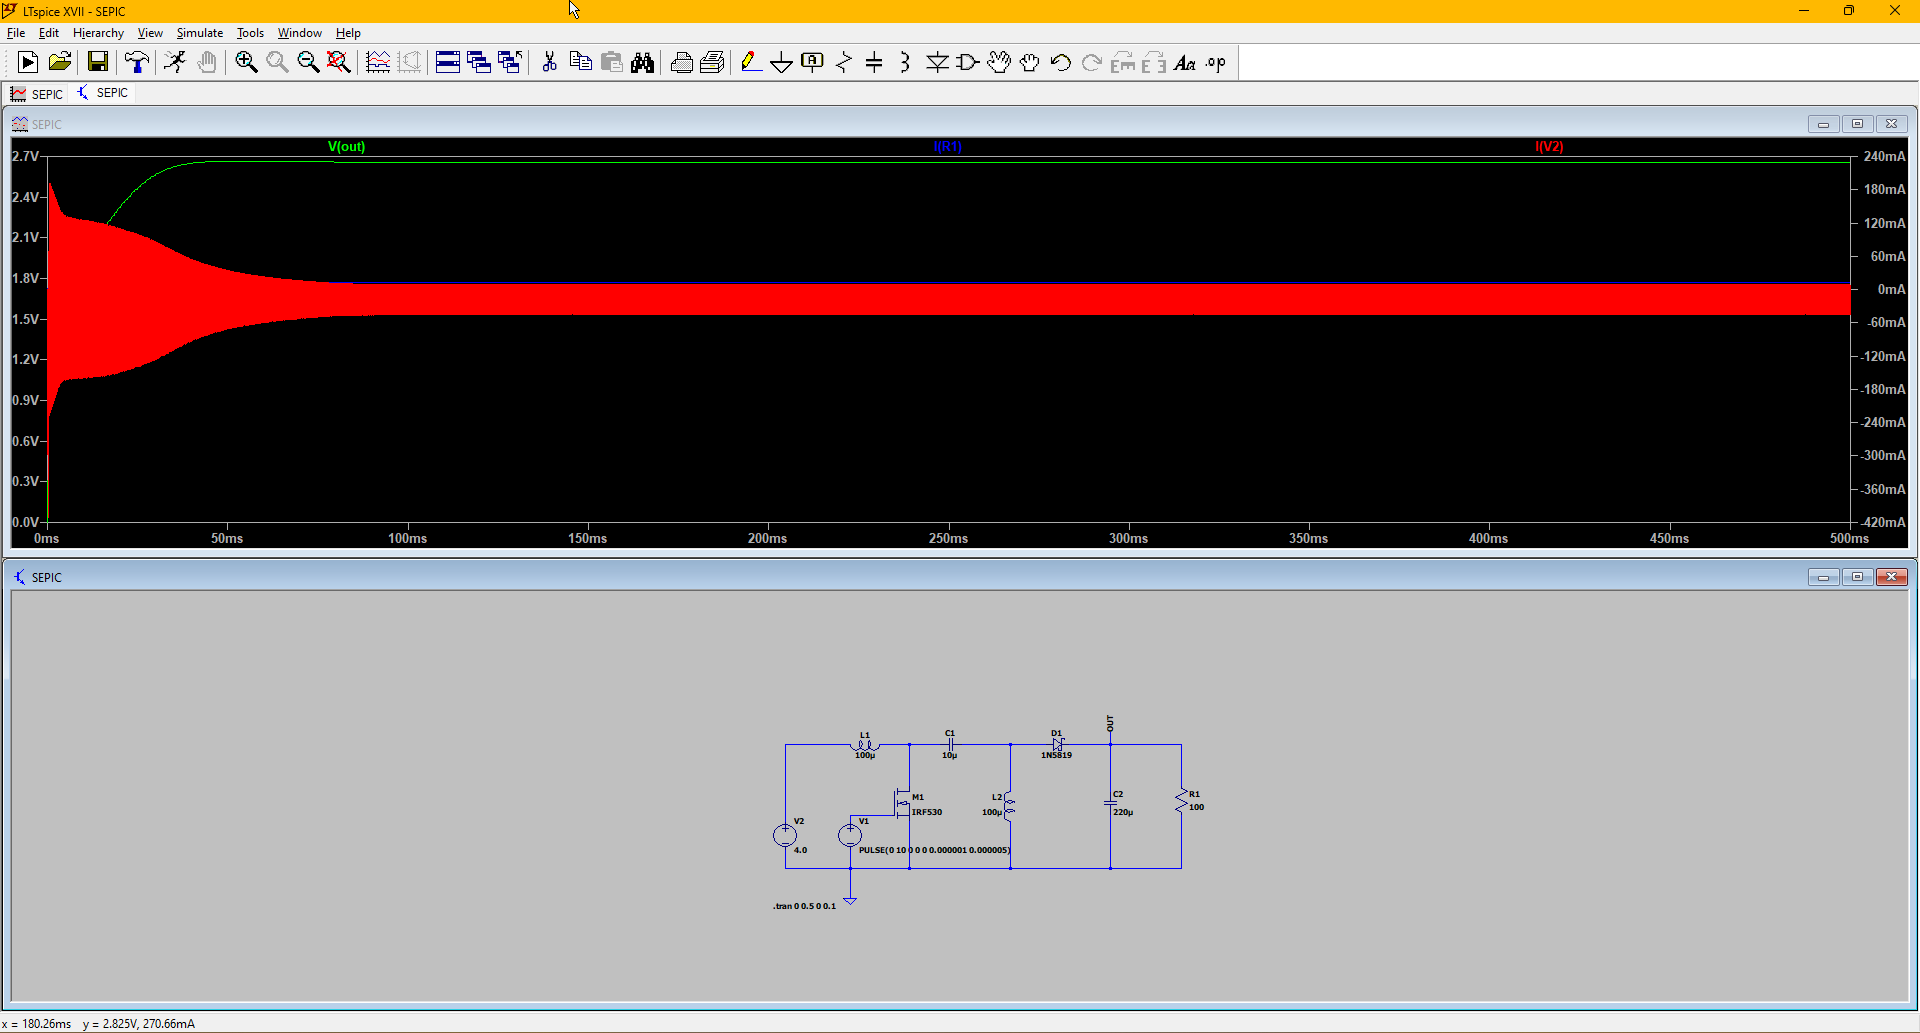 LTspice XVII - SEPIC
File Edit Hierarchy View Simulate Tools Window Help
A Aa .op
SEPIC SEPIC
SEPIC
V(out) I(R1) I(V2)
2.7V 240mA
2.4V 180mA
2.1V 120mA
1.8V 60mA
1.5V 0mA
1.2V -60mA
0.9V -120mA
0.6V -180mA
0.3V -240mA
0.0V -300mA
-360mA
-420mA
0ms 50ms 100ms 150ms 200ms 250ms 300ms 350ms 400ms 450ms 500ms
SEPIC
OUT
L1 C1 D1
100µ 10µ 1N5819
M1 L2 C2 R1
IRF530 100µ 220µ 100
V2 V1
4.0 PULSE(0 10 0 0 0 0.000001 0.000005)
.tran 0 0.5 0 0.1
x = 180.26ms y = 2.825V, 270.66mA